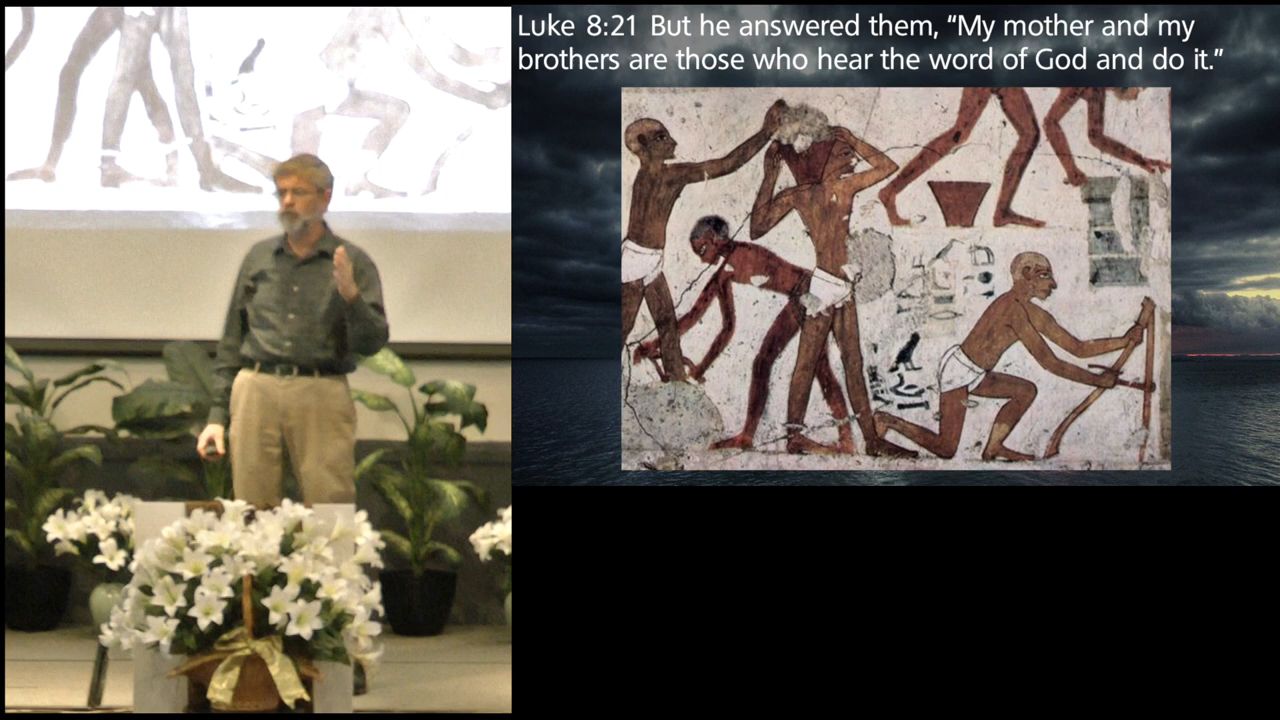 Luke 8:21 But he answered them, “My mother and my
brothers are those who hear the word of God and do it.”